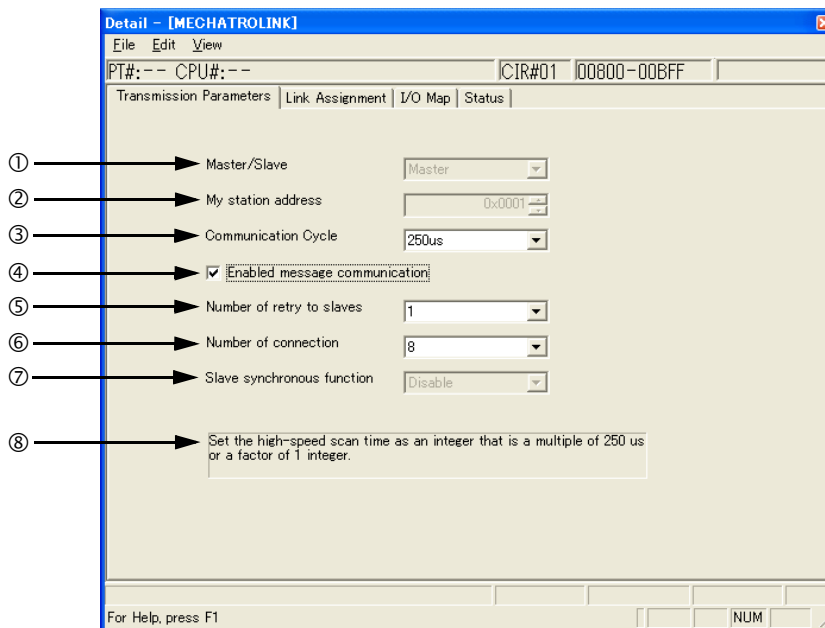 Detail - [MECHATROLINK]
File Edit View
PT#:-- CPU#:-- CIR#01 00800-00BFF
Transmission Parameters Link Assignment I/O Map Status
① Master/Slave Master
② My station address 0x0001
③ Communication Cycle 250us
④ Enabled message communication
⑤ Number of retry to slaves 1
⑥ Number of connection 8
⑦ Slave synchronous function Disable
⑧ Set the high-speed scan time as an integer that is a multiple of 250 us
or a factor of 1 integer.
For Help, press F1 NUM